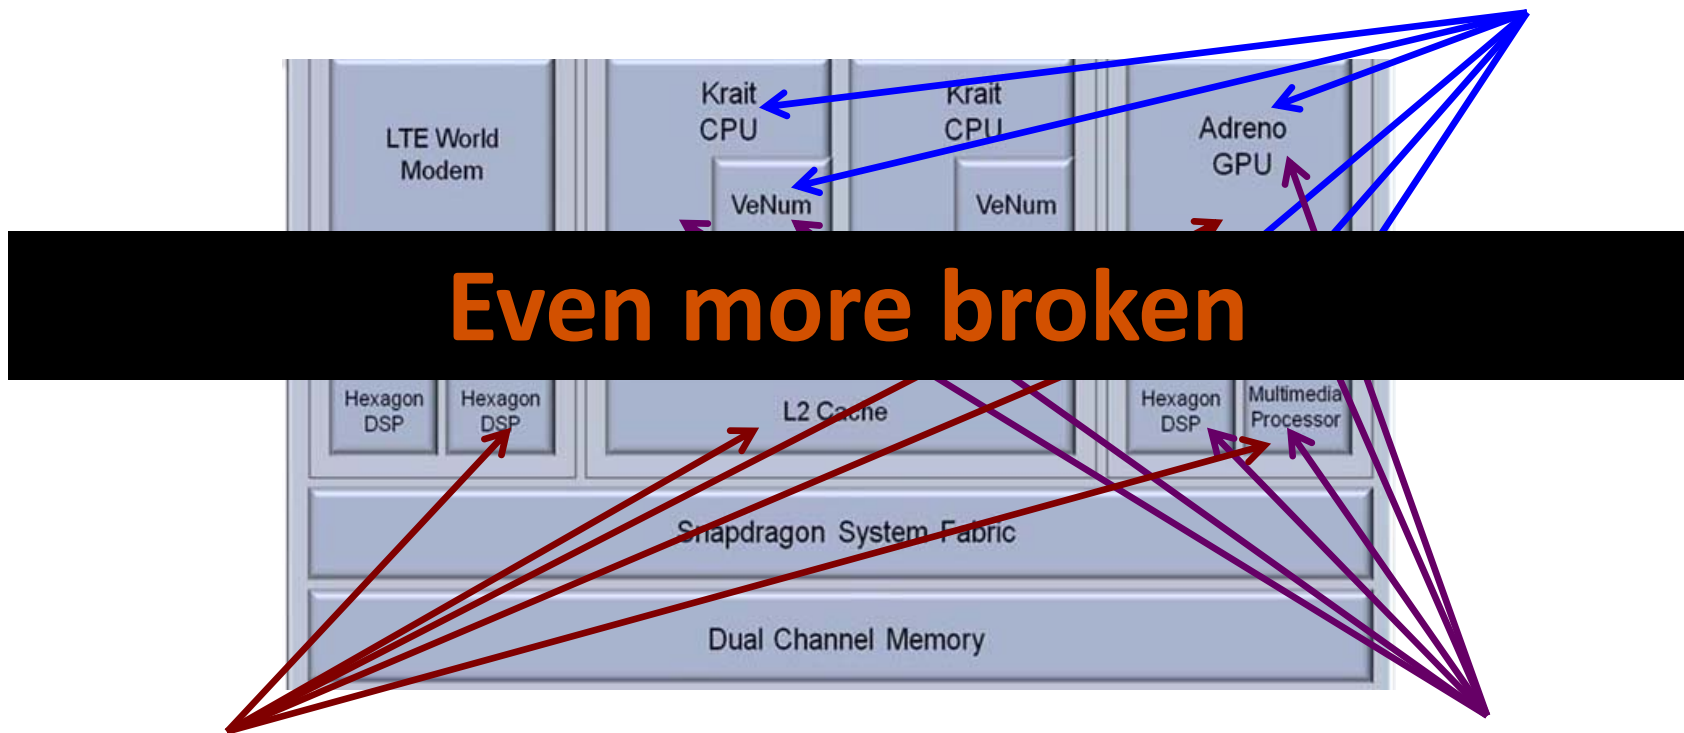 Krait
CPU
Krait
CPU
LTE World
Modem
Adreno
GPU
VeNum
VeNum
Even more broken
Hexagon
DSP
Hexagon
DSP
L2 Cache
Hexagon
DSP
Multimedia
Processor
Snapdragon System Fabric
Dual Channel Memory